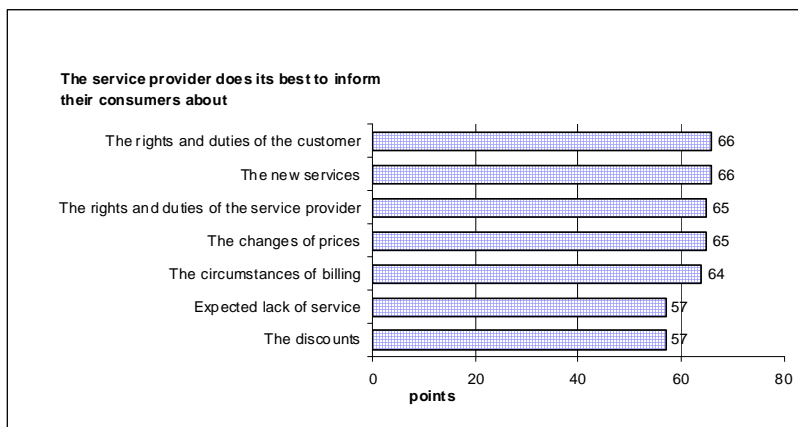 The service provider does its best to inform
their consumers about
The rights and duties of the customer 66
The new services 66
The rights and duties of the service provider 65
The changes of prices 65
The circumstances of billing 64
Expected lack of service 57
The discounts 57
0 20 40 60 80
points